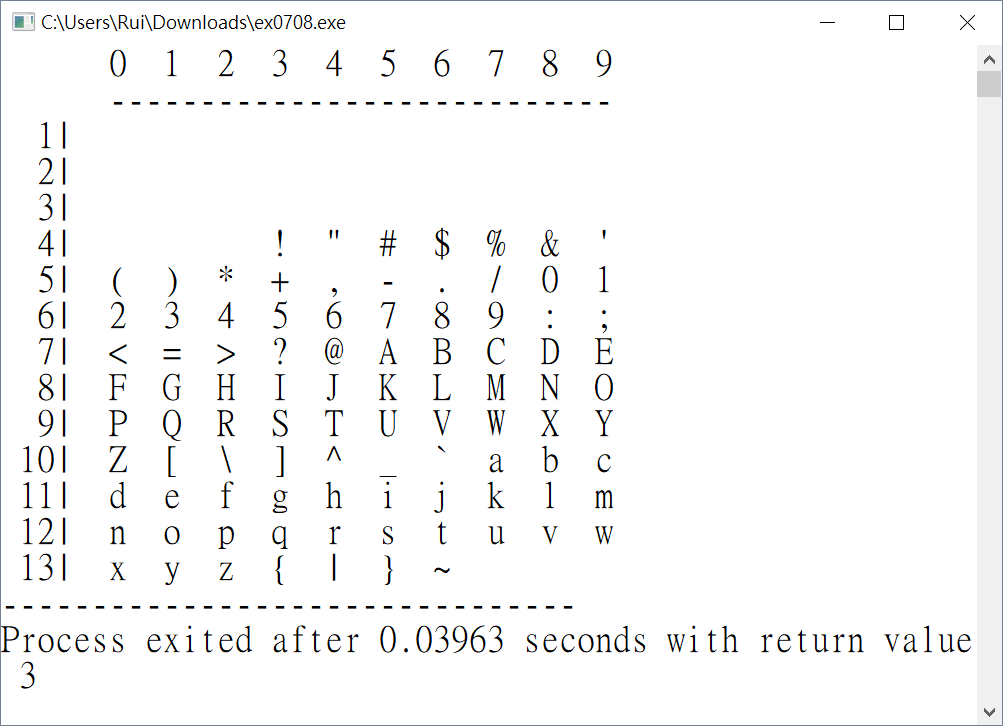 C:\Users\Rui\Downloads\ex0708.exe
0 1 2 3 4 5 6 7 8 9
----------------------------
1|
2|
3|
4| ! " # $ % & '
5| ( ) * + , - . / 0 1
6| 2 3 4 5 6 7 8 9 : ;
7| < = > ? @ A B C D E
8| F G H I J K L M N O
9| P Q R S T U V W X Y
10| Z [ \ ] ^ _ ` a b c
11| d e f g h i j k l m
12| n o p q r s t u v w
13| x y z { | } ~
--------------------------------
Process exited after 0.03963 seconds with return value
3